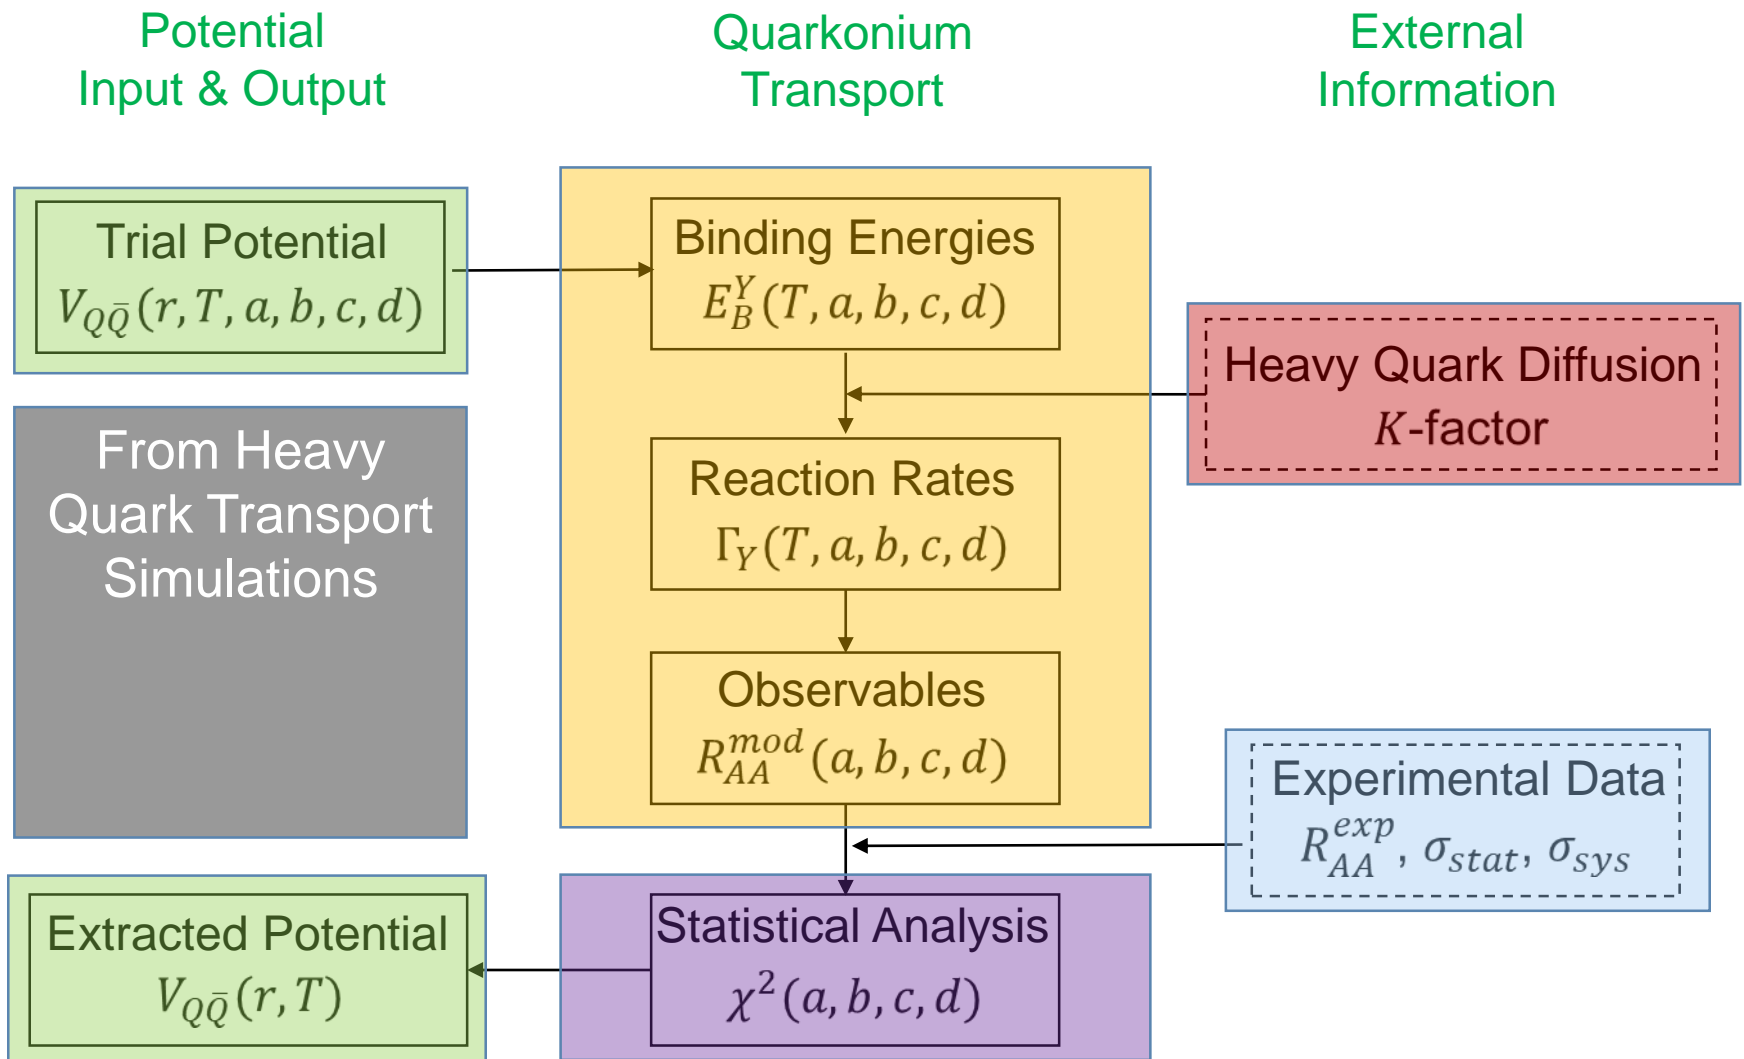 Potential
Input & Output
Quarkonium
Transport
External
Information
Trial Potential
V_{QQ̄}(r, T, a, b, c, d)
Binding Energies
E_B^Y(T, a, b, c, d)
Heavy Quark Diffusion
K-factor
From Heavy
Quark Transport
Simulations
Reaction Rates
Γ_Y(T, a, b, c, d)
Observables
R_{AA}^{mod}(a, b, c, d)
Experimental Data
R_{AA}^{exp}, σ_{stat}, σ_{sys}
Extracted Potential
V_{QQ̄}(r, T)
Statistical Analysis
χ²(a, b, c, d)